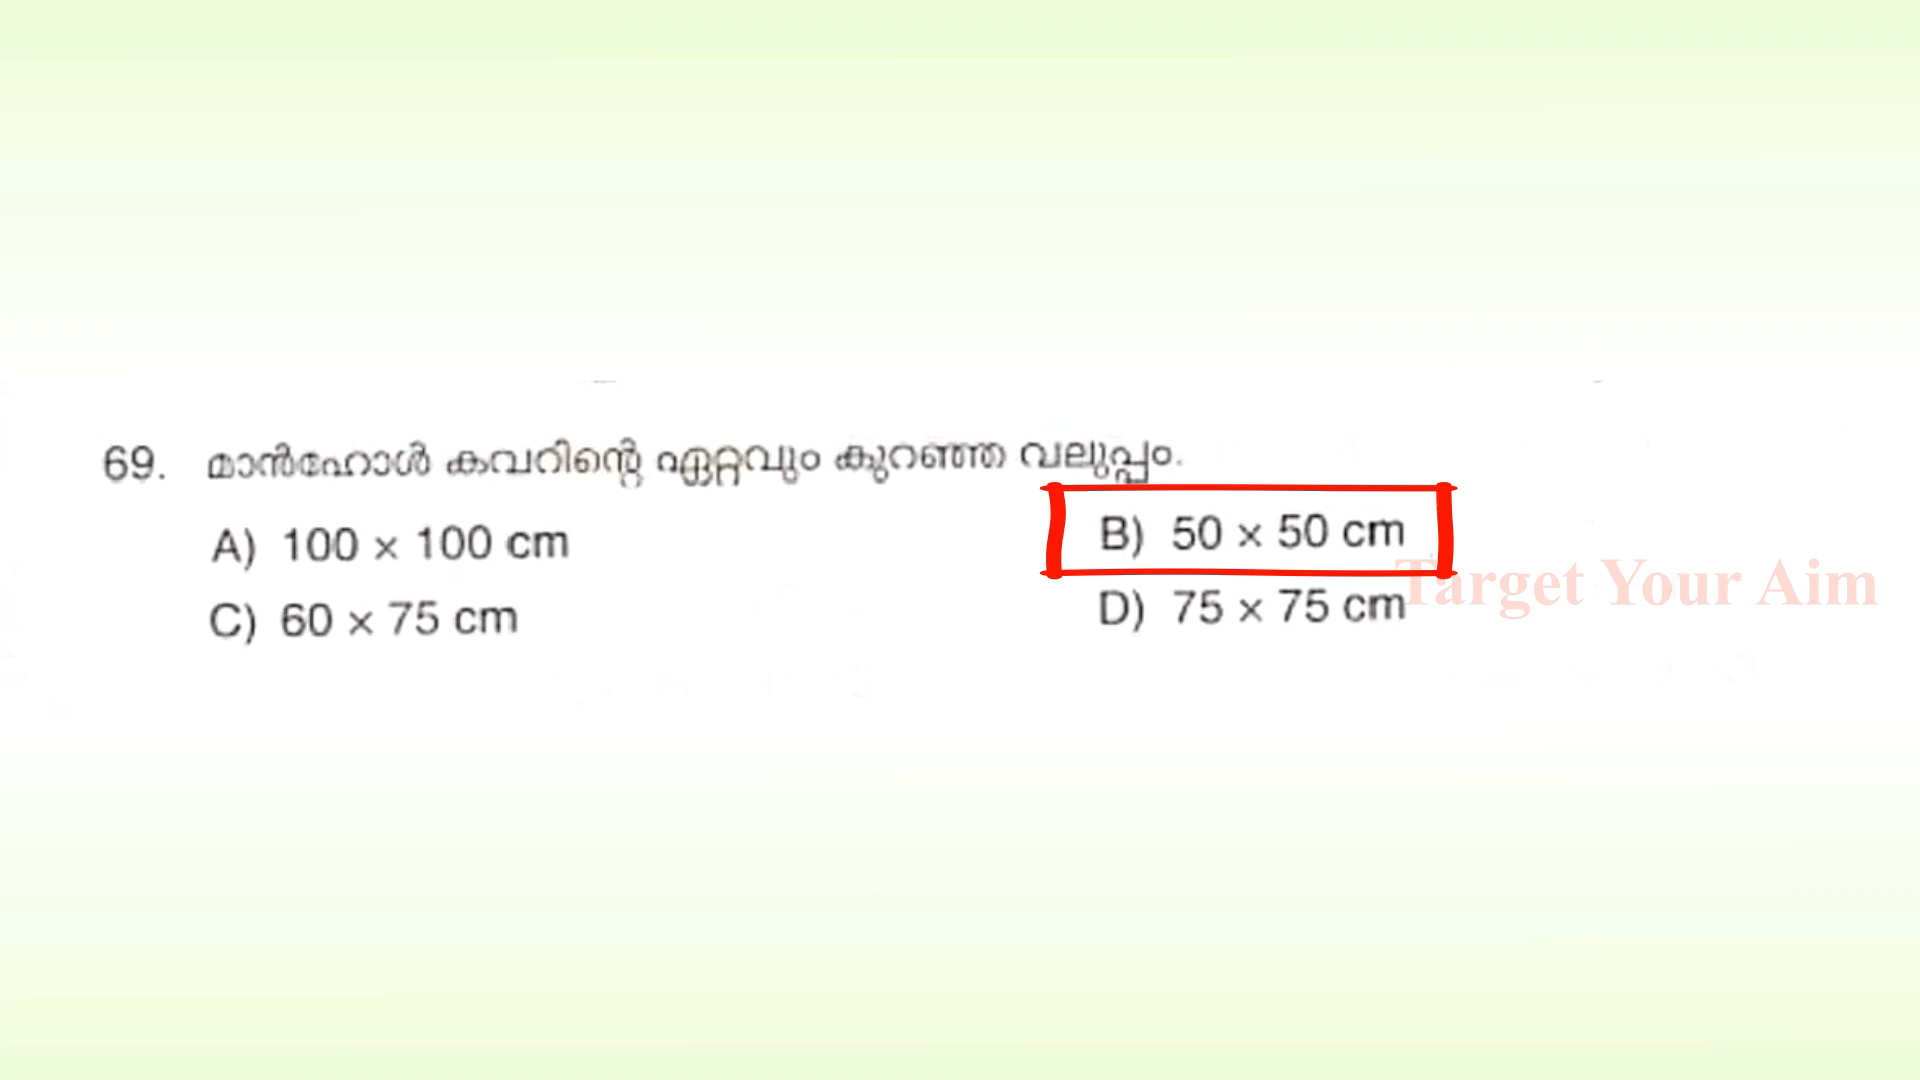 69. മാൻഹോൾ കവറിന്റെ ഏറ്റവും കുറഞ്ഞ വലുപ്പം.
A) 100 × 100 cm B) 50 × 50 cm
C) 60 × 75 cm D) 75 × 75 cm
Target Your Aim